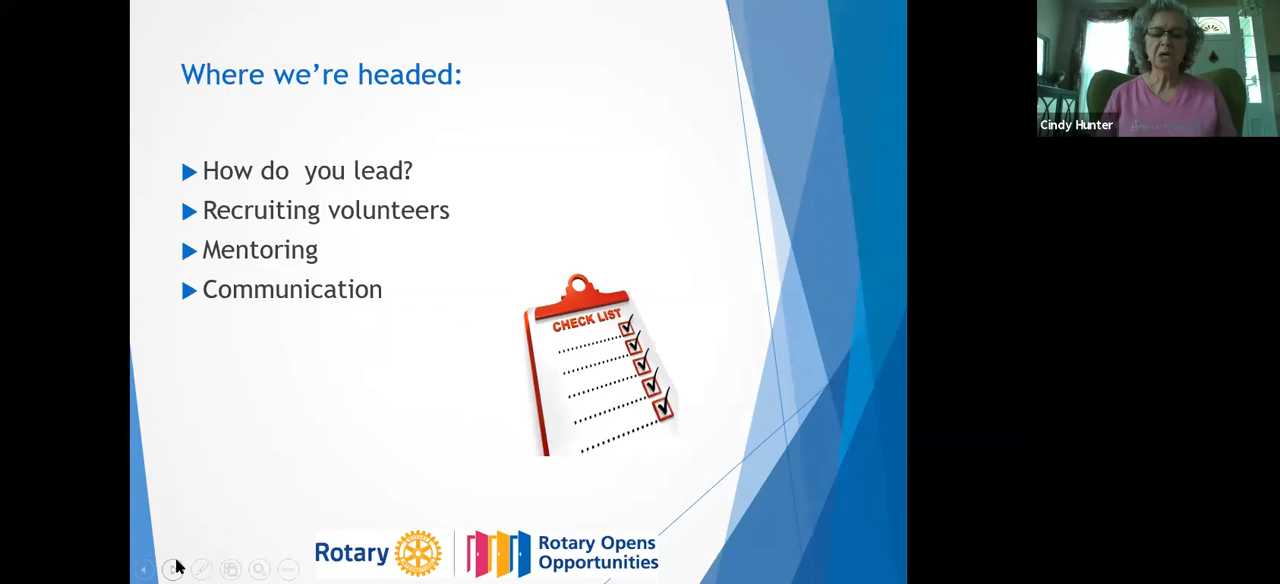 Where we're headed:
How do  you lead?
Recruiting volunteers
Mentoring
Communication
CHECK LIST
Rotary
Rotary Opens
Opportunities
Cindy Hunter